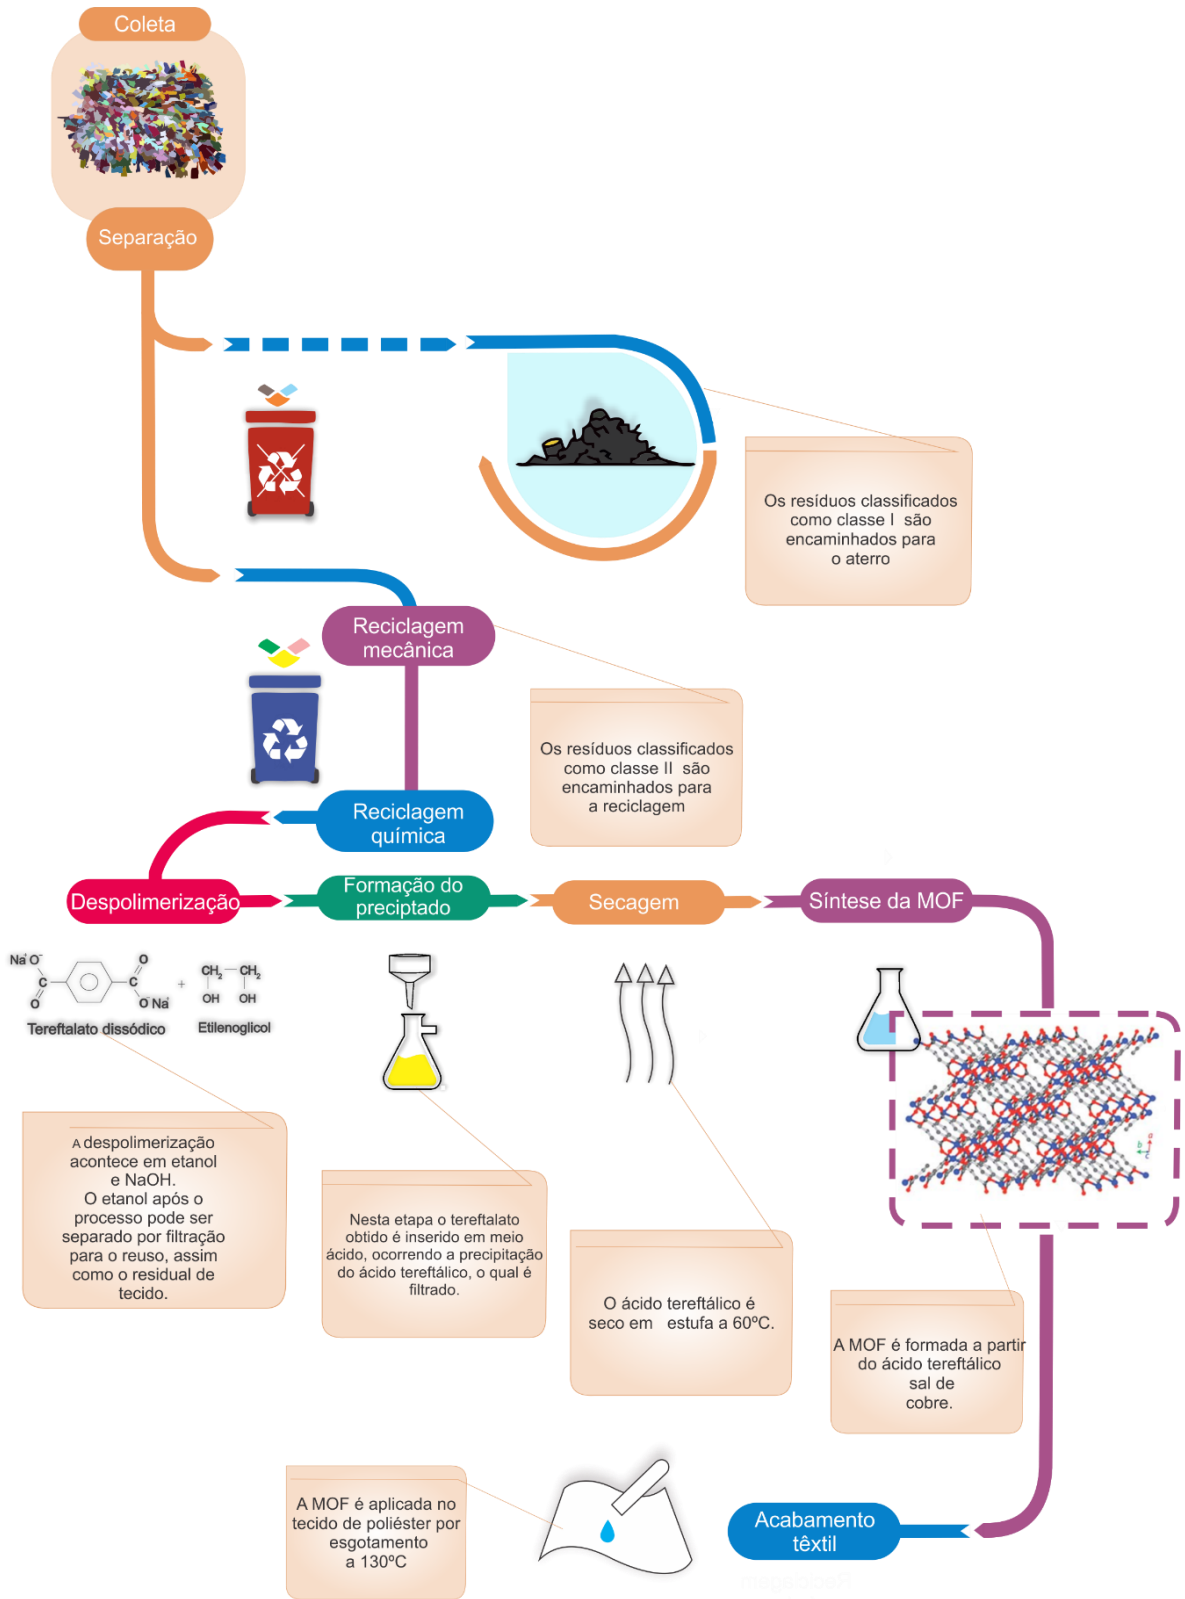 Coleta
Separação
Os resíduos classificados
como classe I são
encaminhados para
o aterro
Reciclagem
mecânica
Os resíduos classificados
como classe II são
encaminhados para
a reciclagem
Reciclagem
química
Despolimerização
Formação do
preciptado
Secagem
Síntese da MOF
Na⁺ O⁻
C
O
O
C
O⁻ Na⁺
+
CH₂ CH₂
OH OH
Tereftalato dissódico
Etilenoglicol
A despolimerização
acontece em etanol
e NaOH.
O etanol após o
processo pode ser
separado por filtração
para o reuso, assim
como o residual de
tecido.
Nesta etapa o tereftalato
obtido é inserido em meio
ácido, ocorrendo a precipitação
do ácido tereftálico, o qual é
filtrado.
O ácido tereftálico é
seco em estufa a 60ºC.
A MOF é formada a partir
do ácido tereftálico
sal de
cobre.
A MOF é aplicada no
tecido de poliéster por
esgotamento
a 130ºC
Acabamento
têxtil